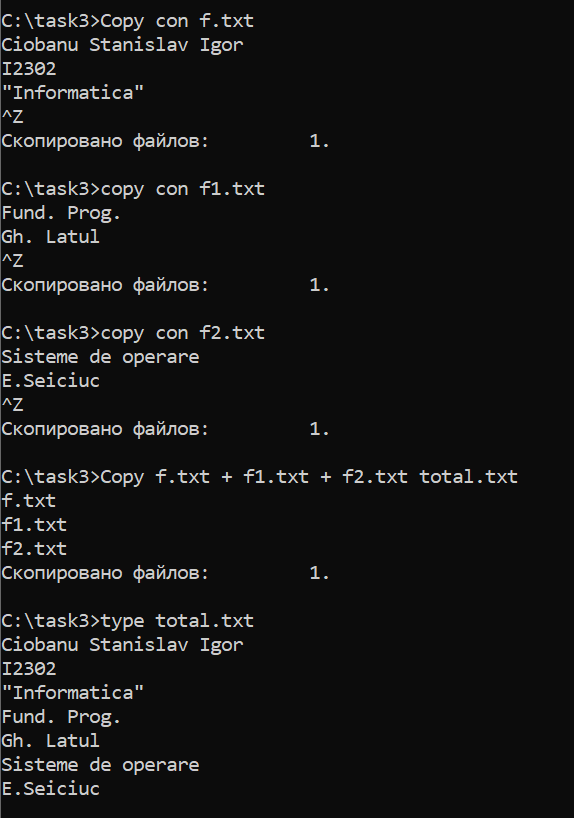 C:\task3>Copy con f.txt
Ciobanu Stanislav Igor
I2302
"Informatica"
^Z
Скопировано файлов:         1.
C:\task3>copy con f1.txt
Fund. Prog.
Gh. Latul
^Z
Скопировано файлов:         1.
C:\task3>copy con f2.txt
Sisteme de operare
E.Seiciuc
^Z
Скопировано файлов:         1.
C:\task3>Copy f.txt + f1.txt + f2.txt total.txt
f.txt
f1.txt
f2.txt
Скопировано файлов:         1.
C:\task3>type total.txt
Ciobanu Stanislav Igor
I2302
"Informatica"
Fund. Prog.
Gh. Latul
Sisteme de operare
E.Seiciuc